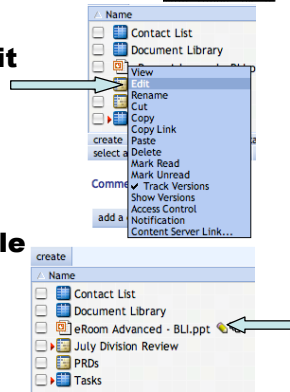 Name
Contact List
Document Library
it
View
Edit
Rename
Cut
Copy
Copy Link
create
Paste
select a
Delete
Mark Read
Mark Unread
Comme
✓ Track Versions
Show Versions
Access Control
add a
Notification
Content Server Link...
le
create
Name
Contact List
Document Library
eRoom Advanced - BLI.ppt
July Division Review
PRDs
Tasks